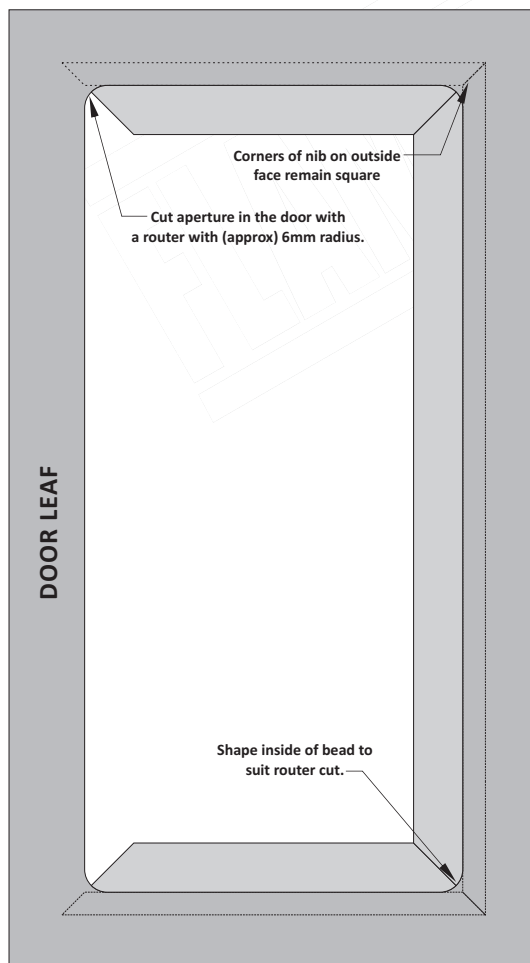 Corners of nib on outside
face remain square
Cut aperture in the door with
a router with (approx) 6mm radius.
DOOR LEAF
Shape inside of bead to
suit router cut.